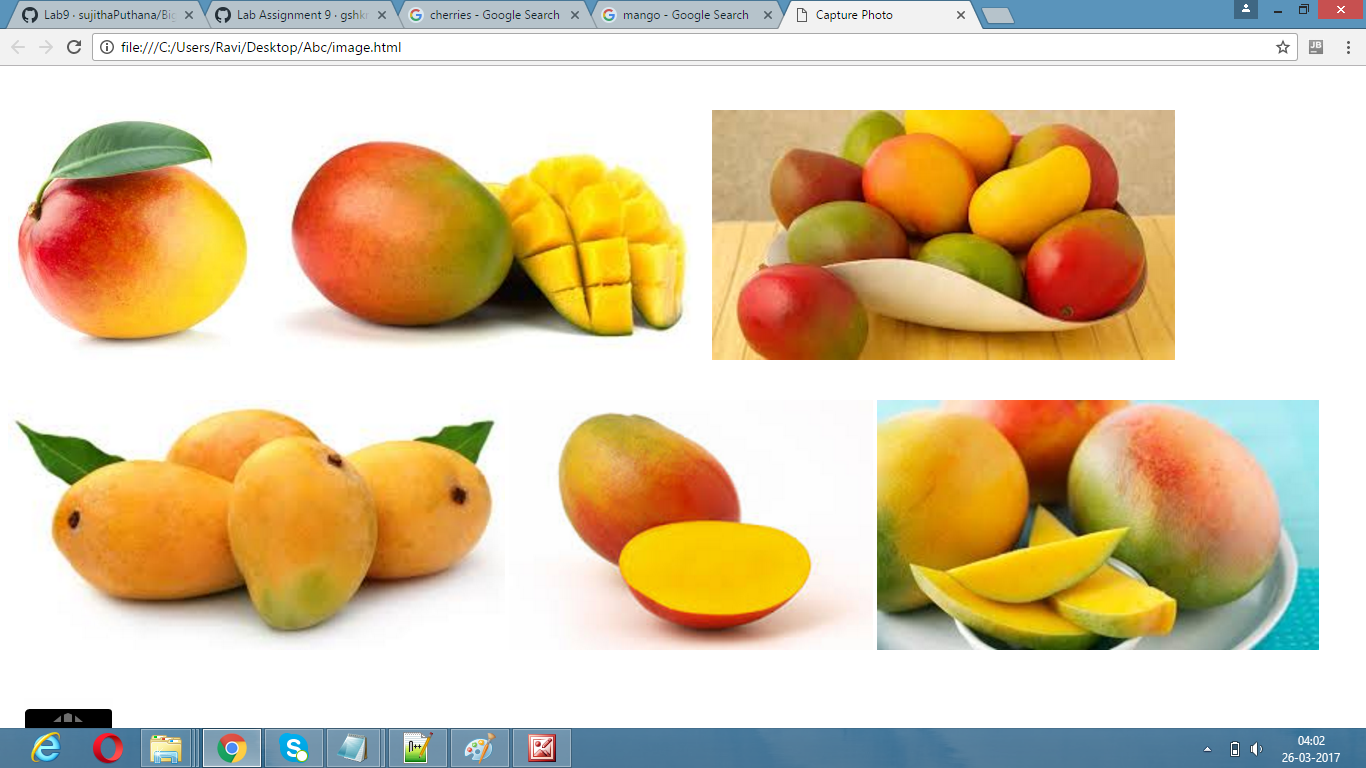 Lab9 · sujithaPuthana/Big
Lab Assignment 9 · gshk
cherries - Google Search
mango - Google Search
Capture Photo
file:///C:/Users/Ravi/Desktop/Abc/image.html
JB
04:02
26-03-2017